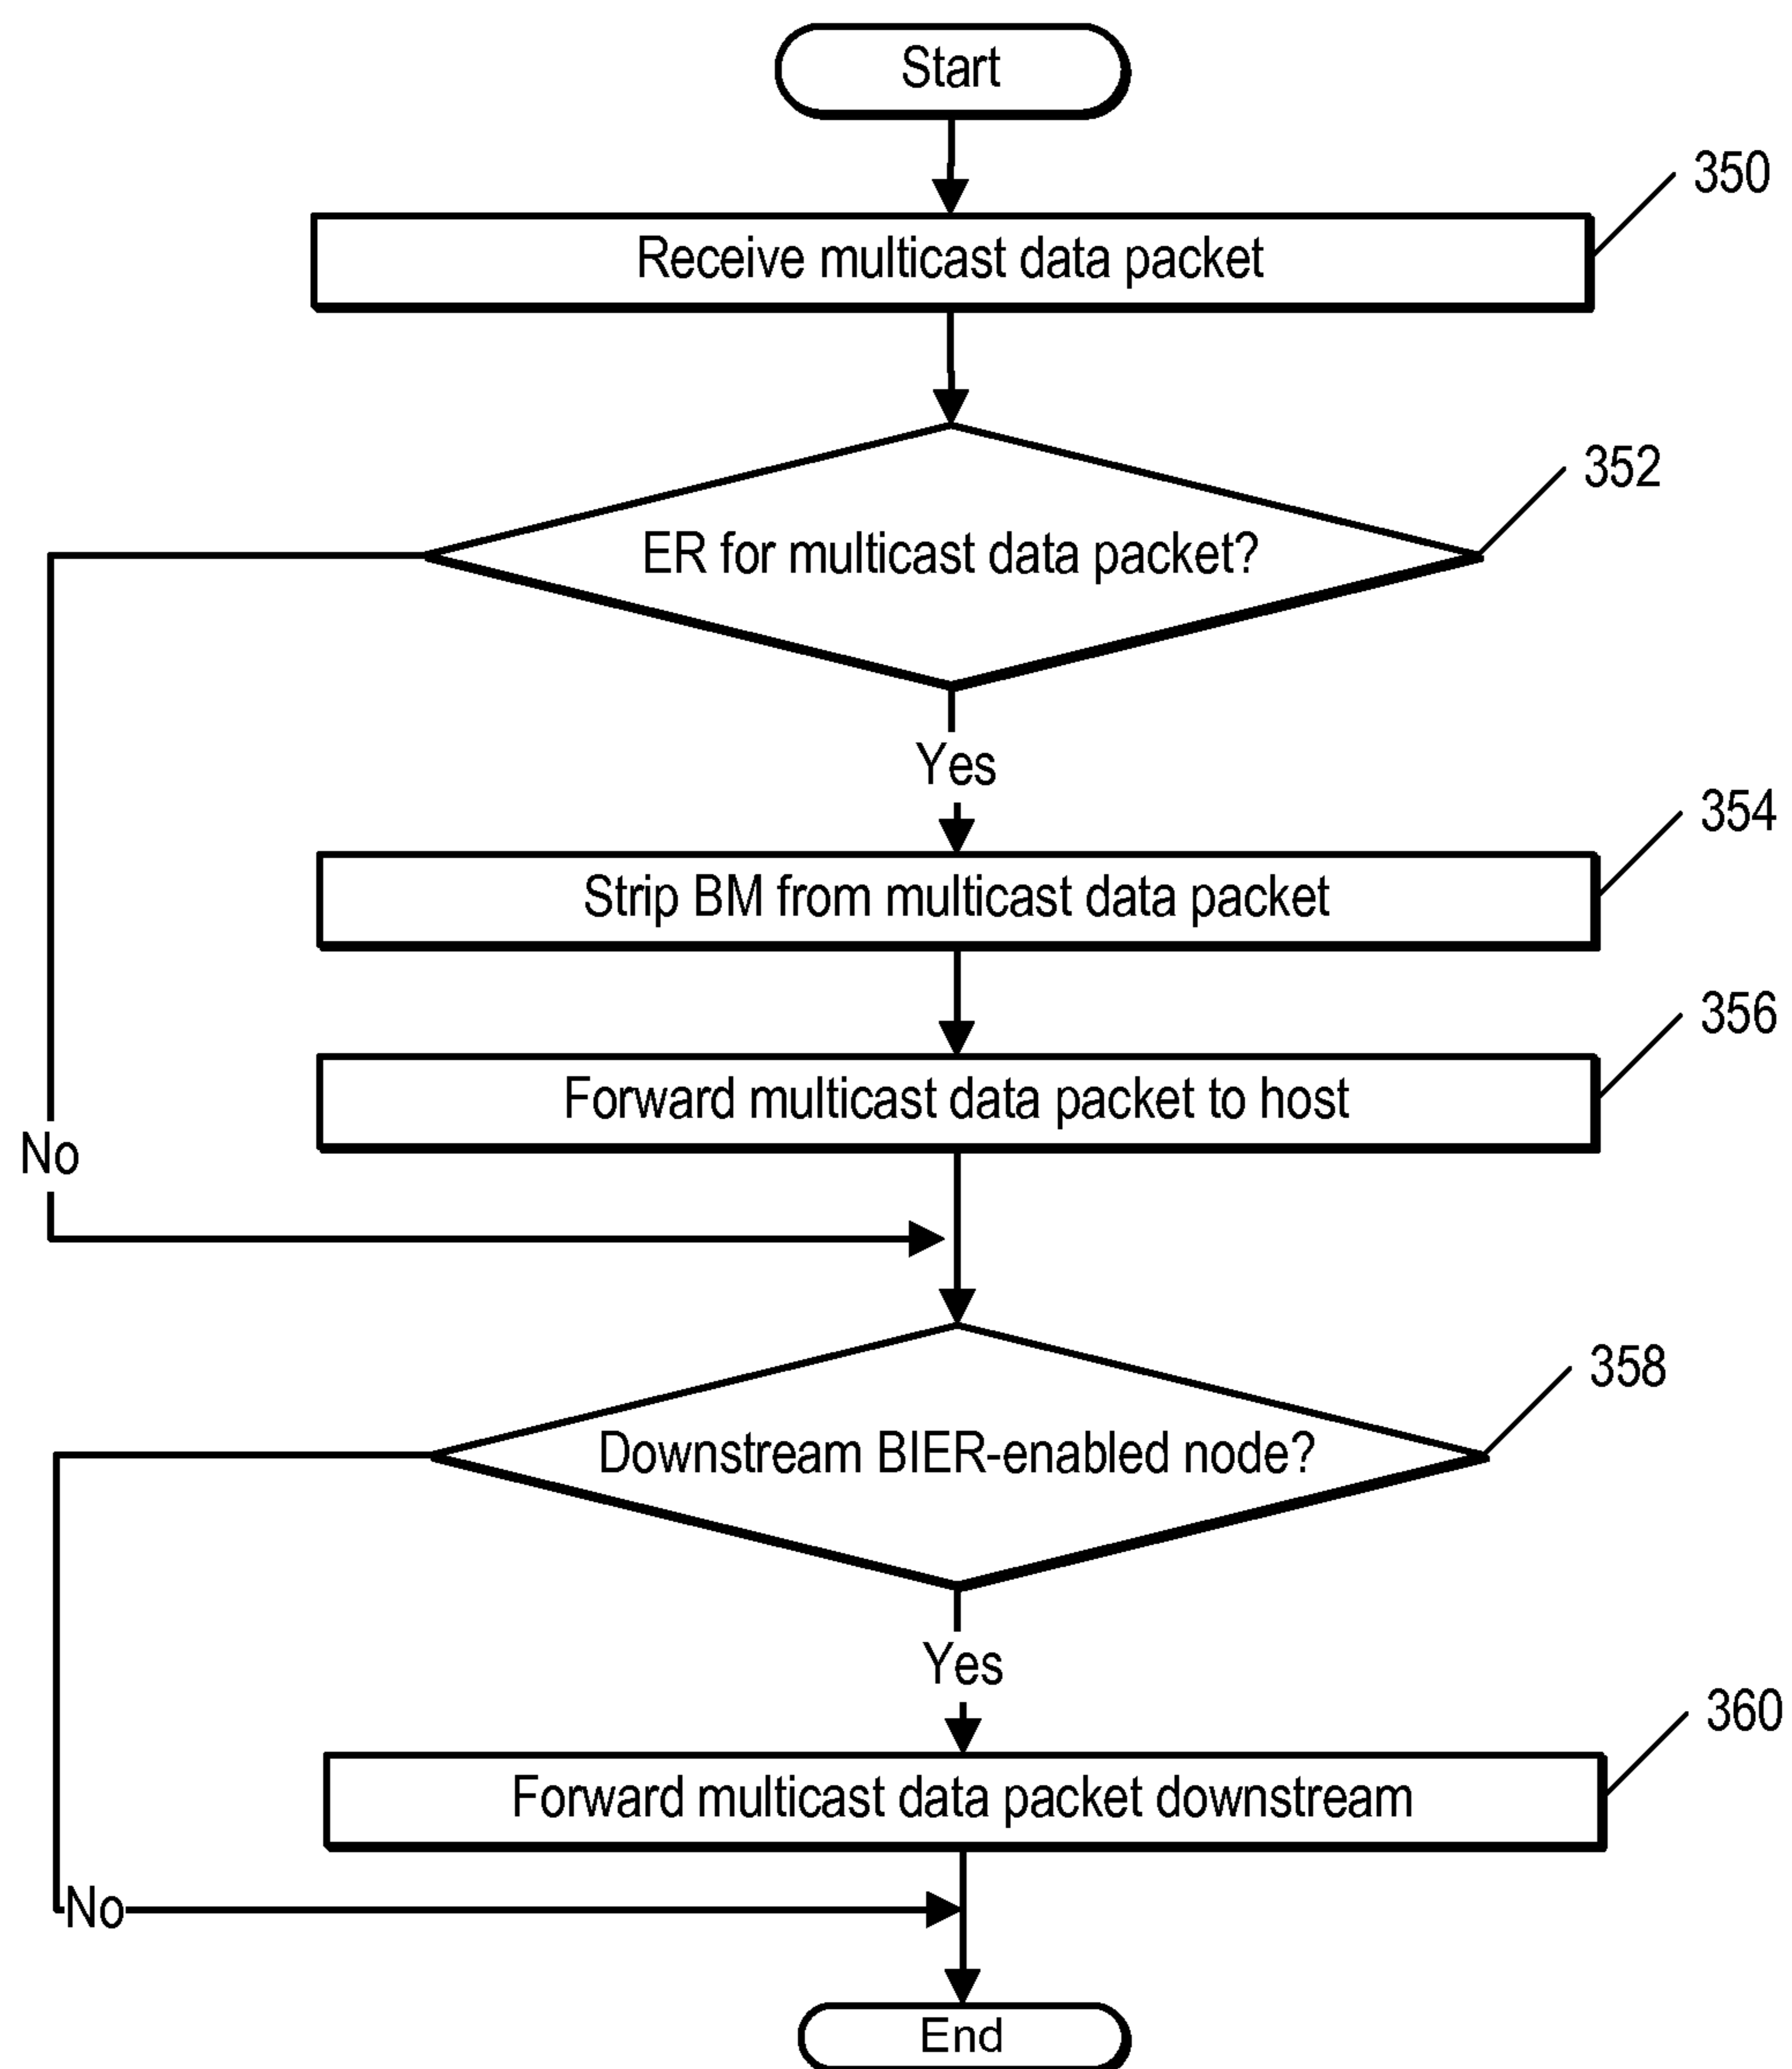 Start
350
Receive multicast data packet
352
ER for multicast data packet?
Yes
354
Strip BM from multicast data packet
356
Forward multicast data packet to host
No
358
Downstream BIER-enabled node?
Yes
360
Forward multicast data packet downstream
No
End